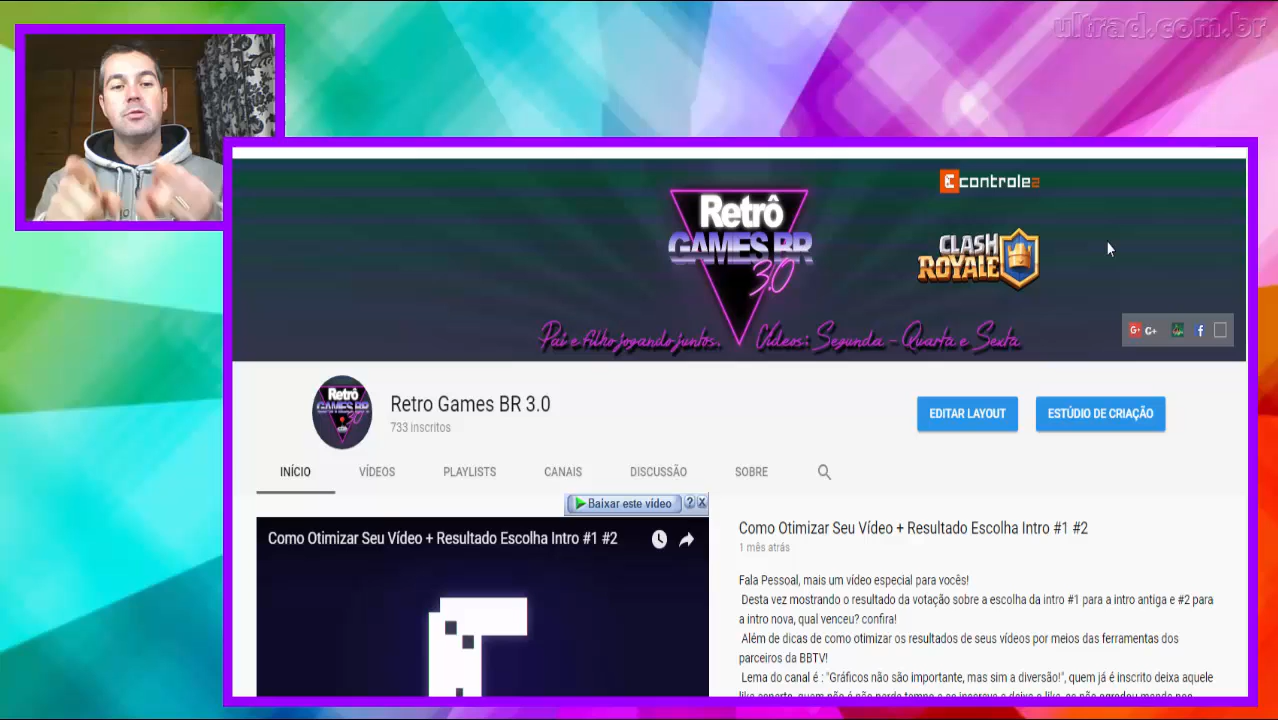 ultrad.com.br
controle2
Retrô
GAMES BR
3.0
CLASH
ROYALE
Pai e filho jogando juntos. Vídeos: Segunda - Quarta e Sexta
G+ G+ f
Retrô
GAMES BR
3.0
Retro Games BR 3.0
733 inscritos
EDITAR LAYOUT
ESTÚDIO DE CRIAÇÃO
INÍCIO VÍDEOS PLAYLISTS CANAIS DISCUSSÃO SOBRE
Baixar este vídeo ? X
Como Otimizar Seu Vídeo + Resultado Escolha Intro #1 #2
Como Otimizar Seu Vídeo + Resultado Escolha Intro #1 #2
1 mês atrás
Fala Pessoal, mais um vídeo especial para vocês!
Desta vez mostrando o resultado da votação sobre a escolha da intro #1 para a intro antiga e #2 para
a intro nova, qual venceu? confira!
Além de dicas de como otimizar os resultados de seus vídeos por meios das ferramentas dos
parceiros da BBTV!
Lema do canal é : "Gráficos não são importante, mas sim a diversão!", quem já é inscrito deixa aquele